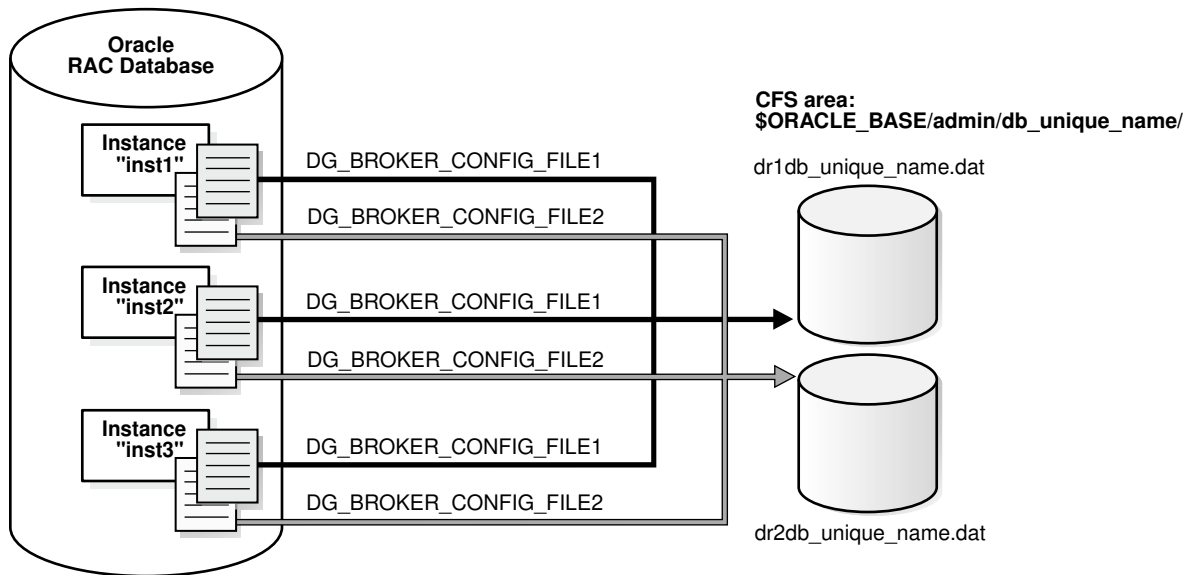 Oracle
RAC Database
CFS area:
$ORACLE_BASE/admin/db_unique_name/
Instance
"inst1"
DG_BROKER_CONFIG_FILE1
dr1db_unique_name.dat
DG_BROKER_CONFIG_FILE2
Instance
"inst2"
DG_BROKER_CONFIG_FILE1
DG_BROKER_CONFIG_FILE2
Instance
"inst3"
DG_BROKER_CONFIG_FILE1
DG_BROKER_CONFIG_FILE2
dr2db_unique_name.dat